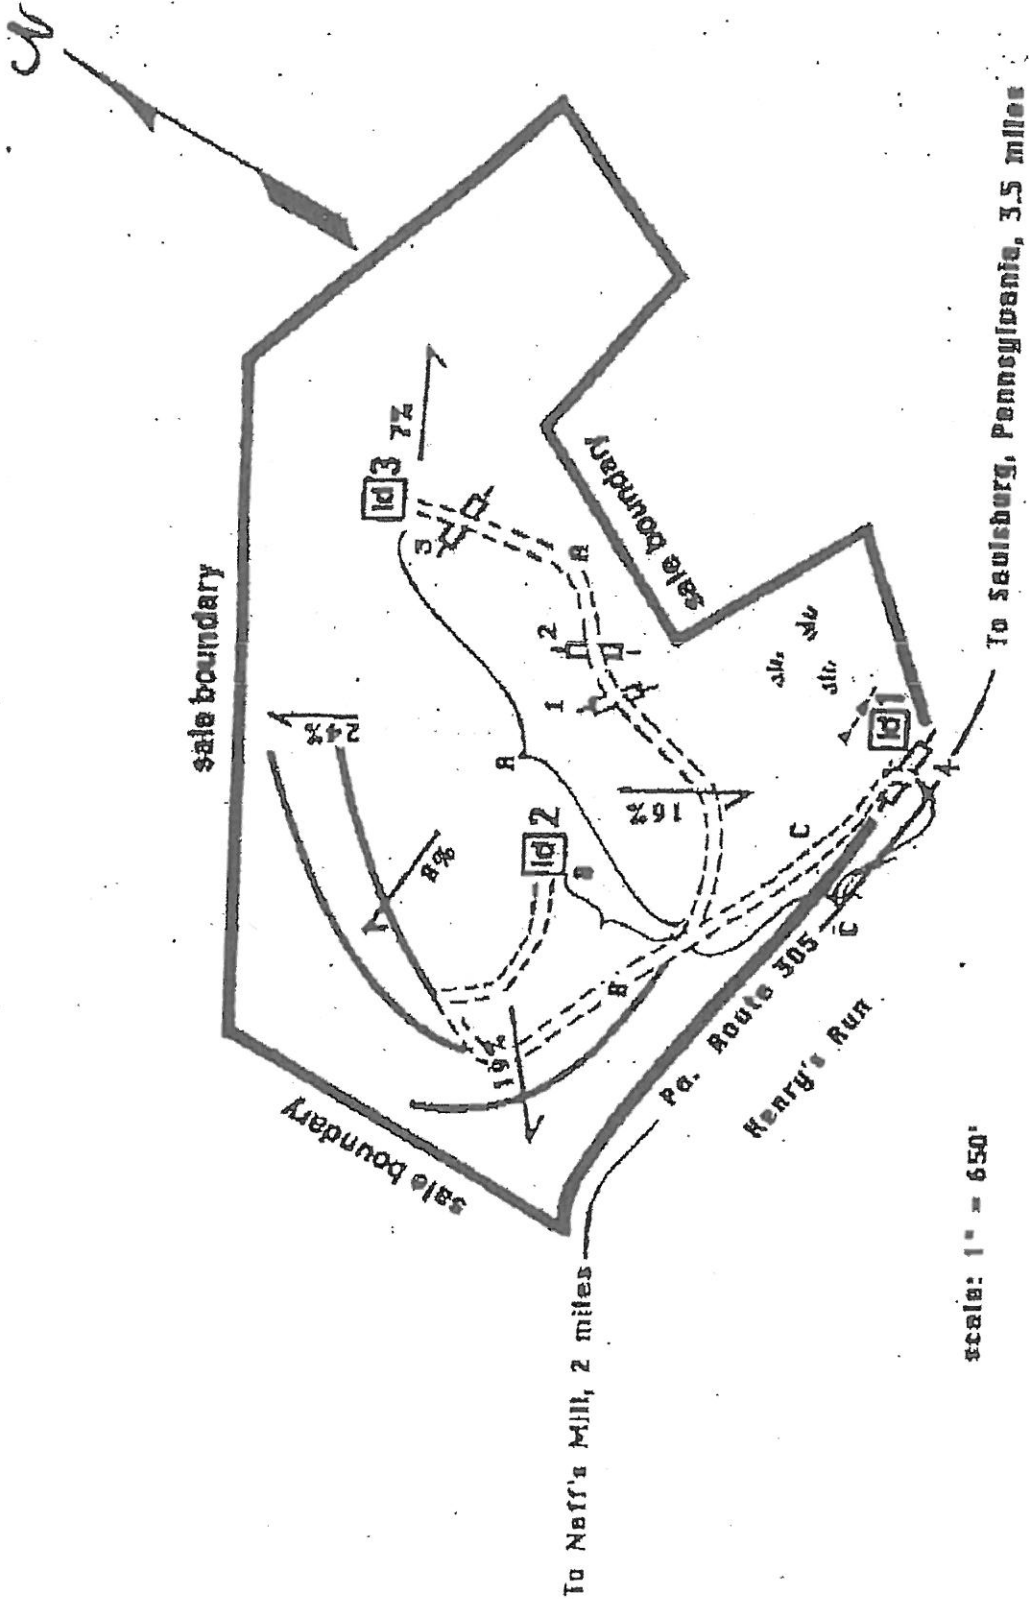 N
sale boundary
24%
8%
ld 3
7%
3
A
2
1
sale boundary
A
ld 2
B
16%
19%
B
sale boundary
C
ld 1
4
C
Pa. Route 305
Henry's Run
To Neff's Mill, 2 miles
To Saulsburg, Pennsylvania, 3.5 miles
scale: 1" = 650'